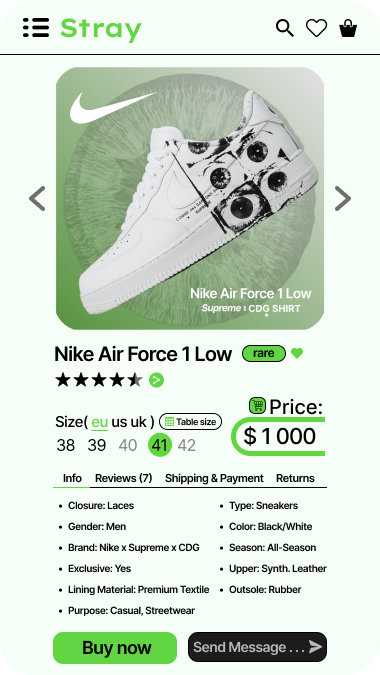 Stray
Nike Air Force 1 Low
Supreme x CDG SHIRT
Nike Air Force 1 Low
rare
Size( eu us uk )
Table size
Price:
38 39 40 41 42
$ 1 000
Info Reviews (7) Shipping & Payment Returns
• Closure: Laces
• Gender: Men
• Brand: Nike x Supreme x CDG
• Exclusive: Yes
• Lining Material: Premium Textile
• Purpose: Casual, Streetwear
• Type: Sneakers
• Color: Black/White
• Season: All-Season
• Upper: Synth. Leather
• Outsole: Rubber
Buy now
Send Message . . .